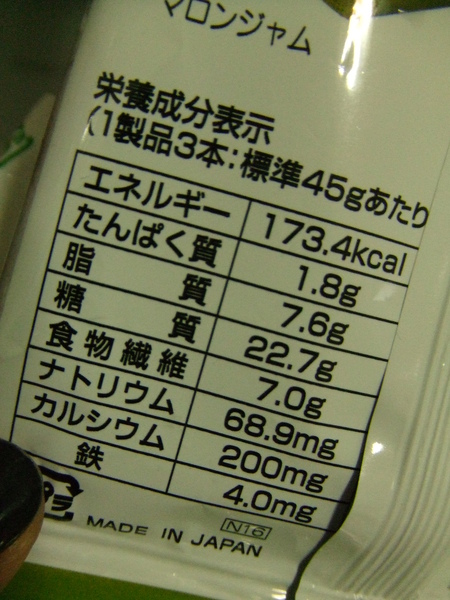 マロンジャム
栄養成分表示
(1製品3本:標準45gあたり
エネルギー 173.4kcal
たんぱく質 1.8g
脂質 7.6g
糖質 22.7g
食物繊維 7.0g
ナトリウム 68.9mg
カルシウム 200mg
鉄 4.0mg
プラ
MADE IN JAPAN
N16